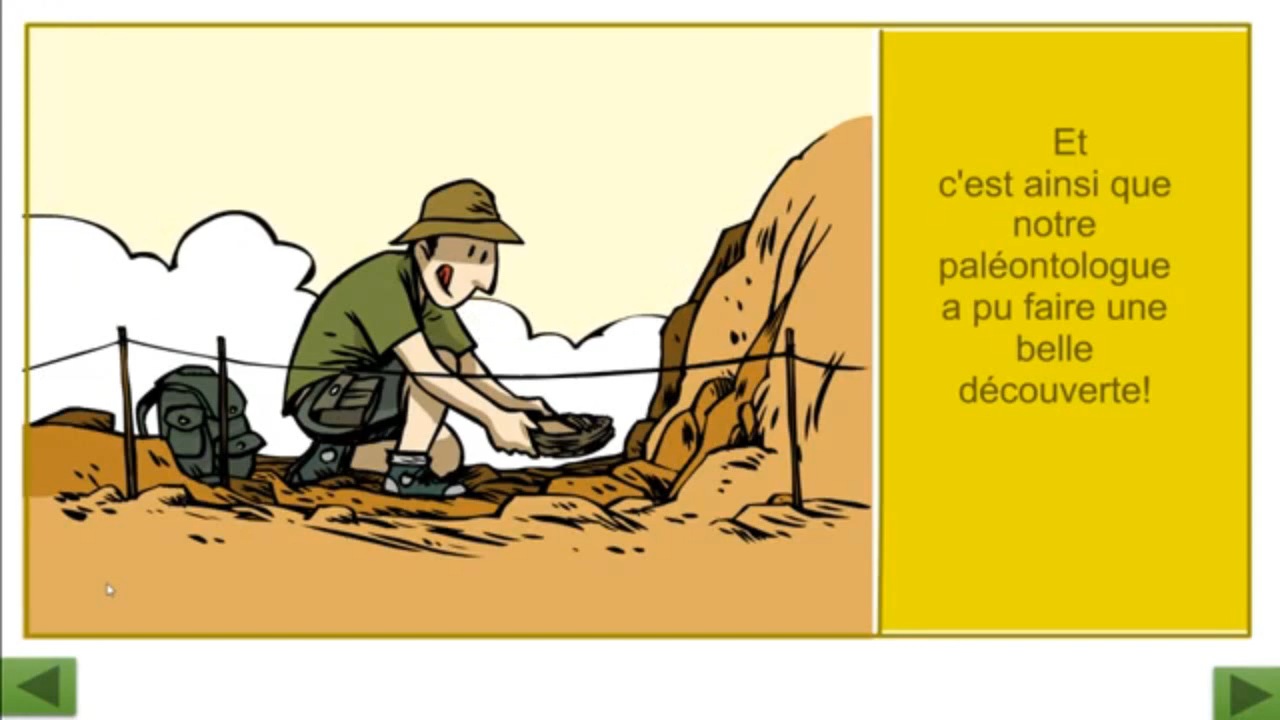 Et
c'est ainsi que
notre
paléontologue
a pu faire une
belle
découverte!